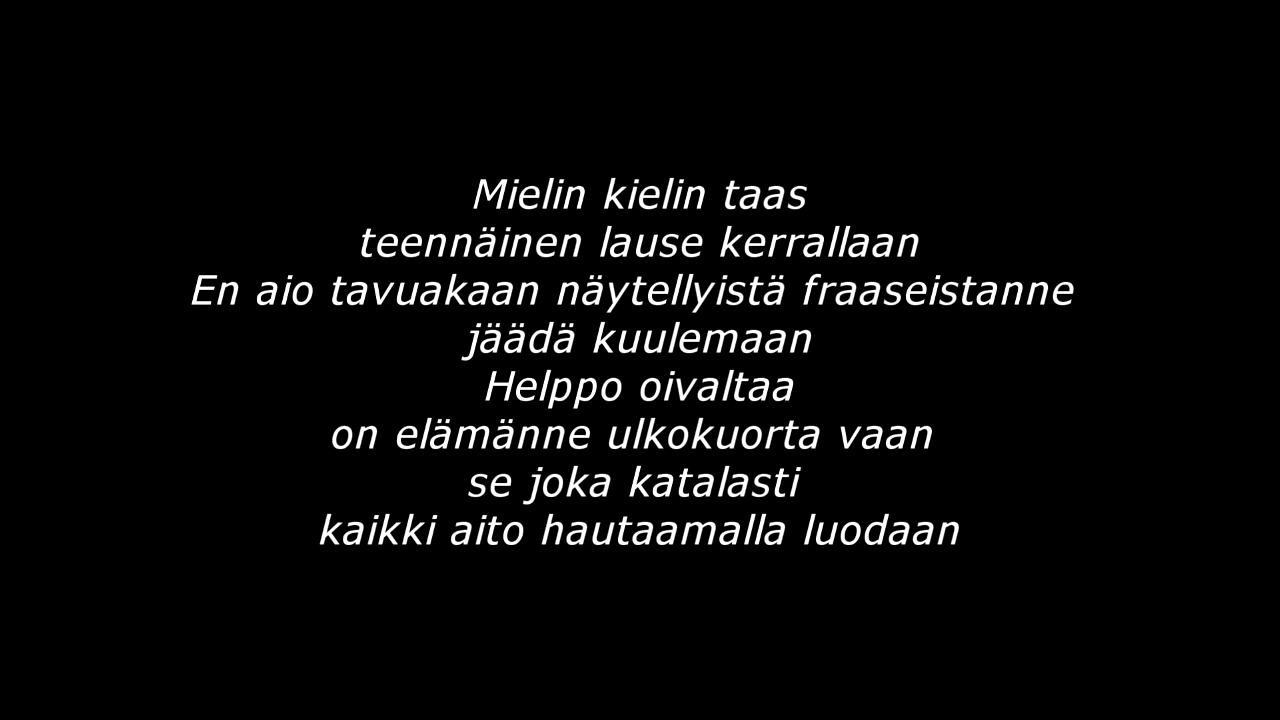 Mielin kielin taas
teennäinen lause kerrallaan
En aio tavuakaan näytellyistä fraaseistanne
jäädä kuulemaan
Helppo oivaltaa
on elämänne ulkokuorta vaan
se joka katalasti
kaikki aito hautaamalla luodaan